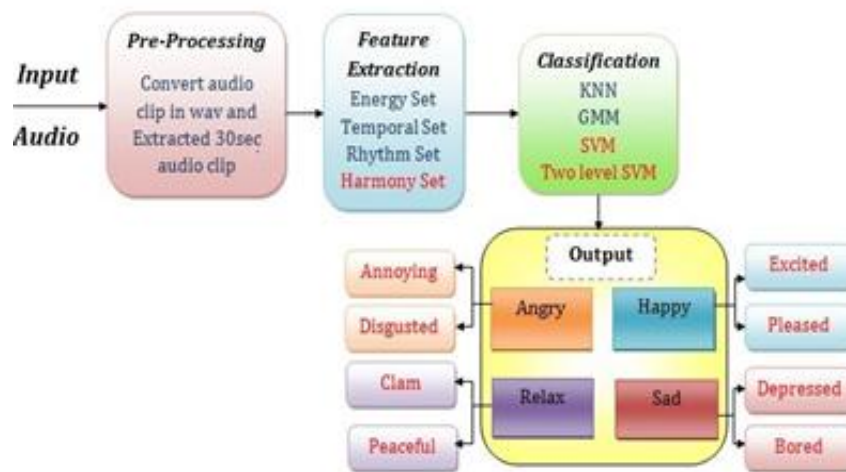 Input
Audio
Pre-Processing
Convert audio
clip in wav and
Extracted 30sec
audio clip
Feature
Extraction
Energy Set
Temporal Set
Rhythm Set
Harmony Set
Classification
KNN
GMM
SVM
Two level SVM
Output
Annoying
Disgusted
Angry
Happy
Excited
Pleased
Clam
Peaceful
Relax
Sad
Depressed
Bored